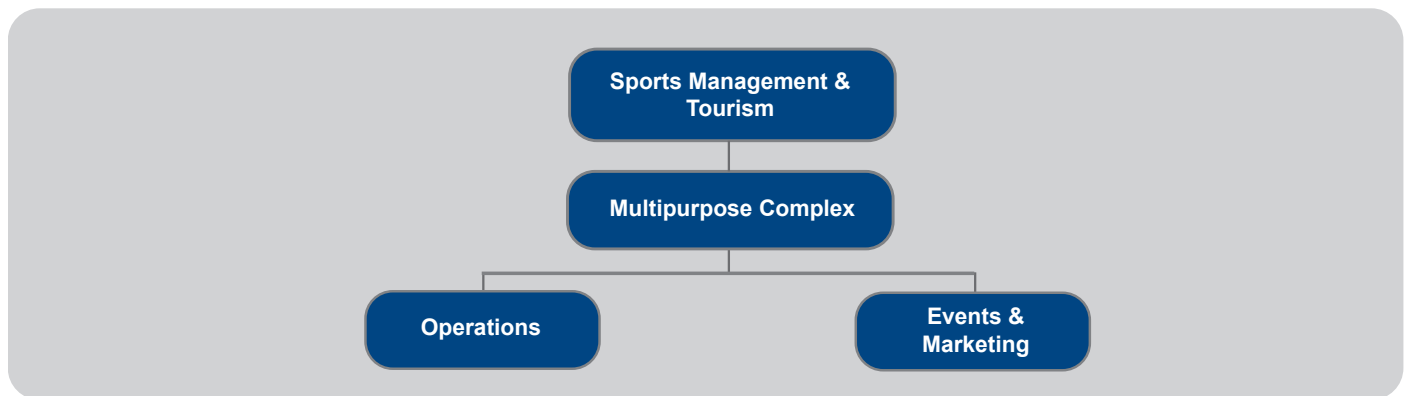 Sports Management &
Tourism
Multipurpose Complex
Operations
Events &
Marketing